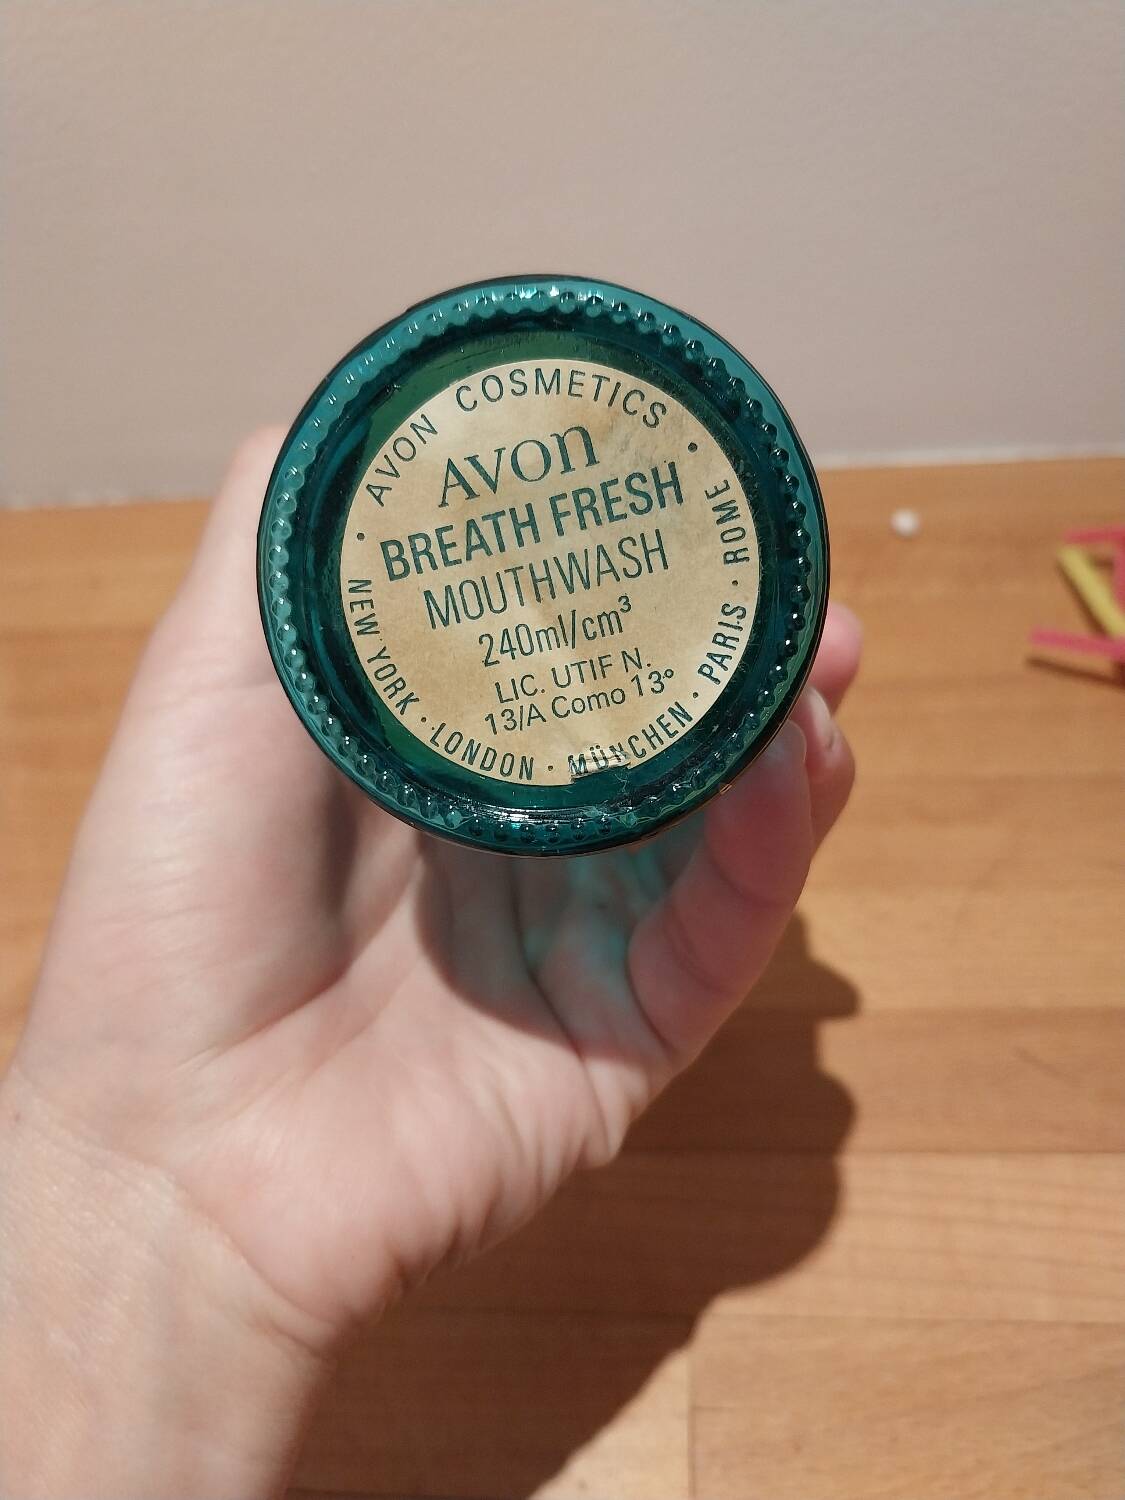 AVON COSMETICS ·
AVON
BREATH FRESH
MOUTHWASH
240ml/cm³
LIC. UTIF N.
13/A Como 13°
· NEW YORK · LONDON · MÜNCHEN · PARIS · ROME